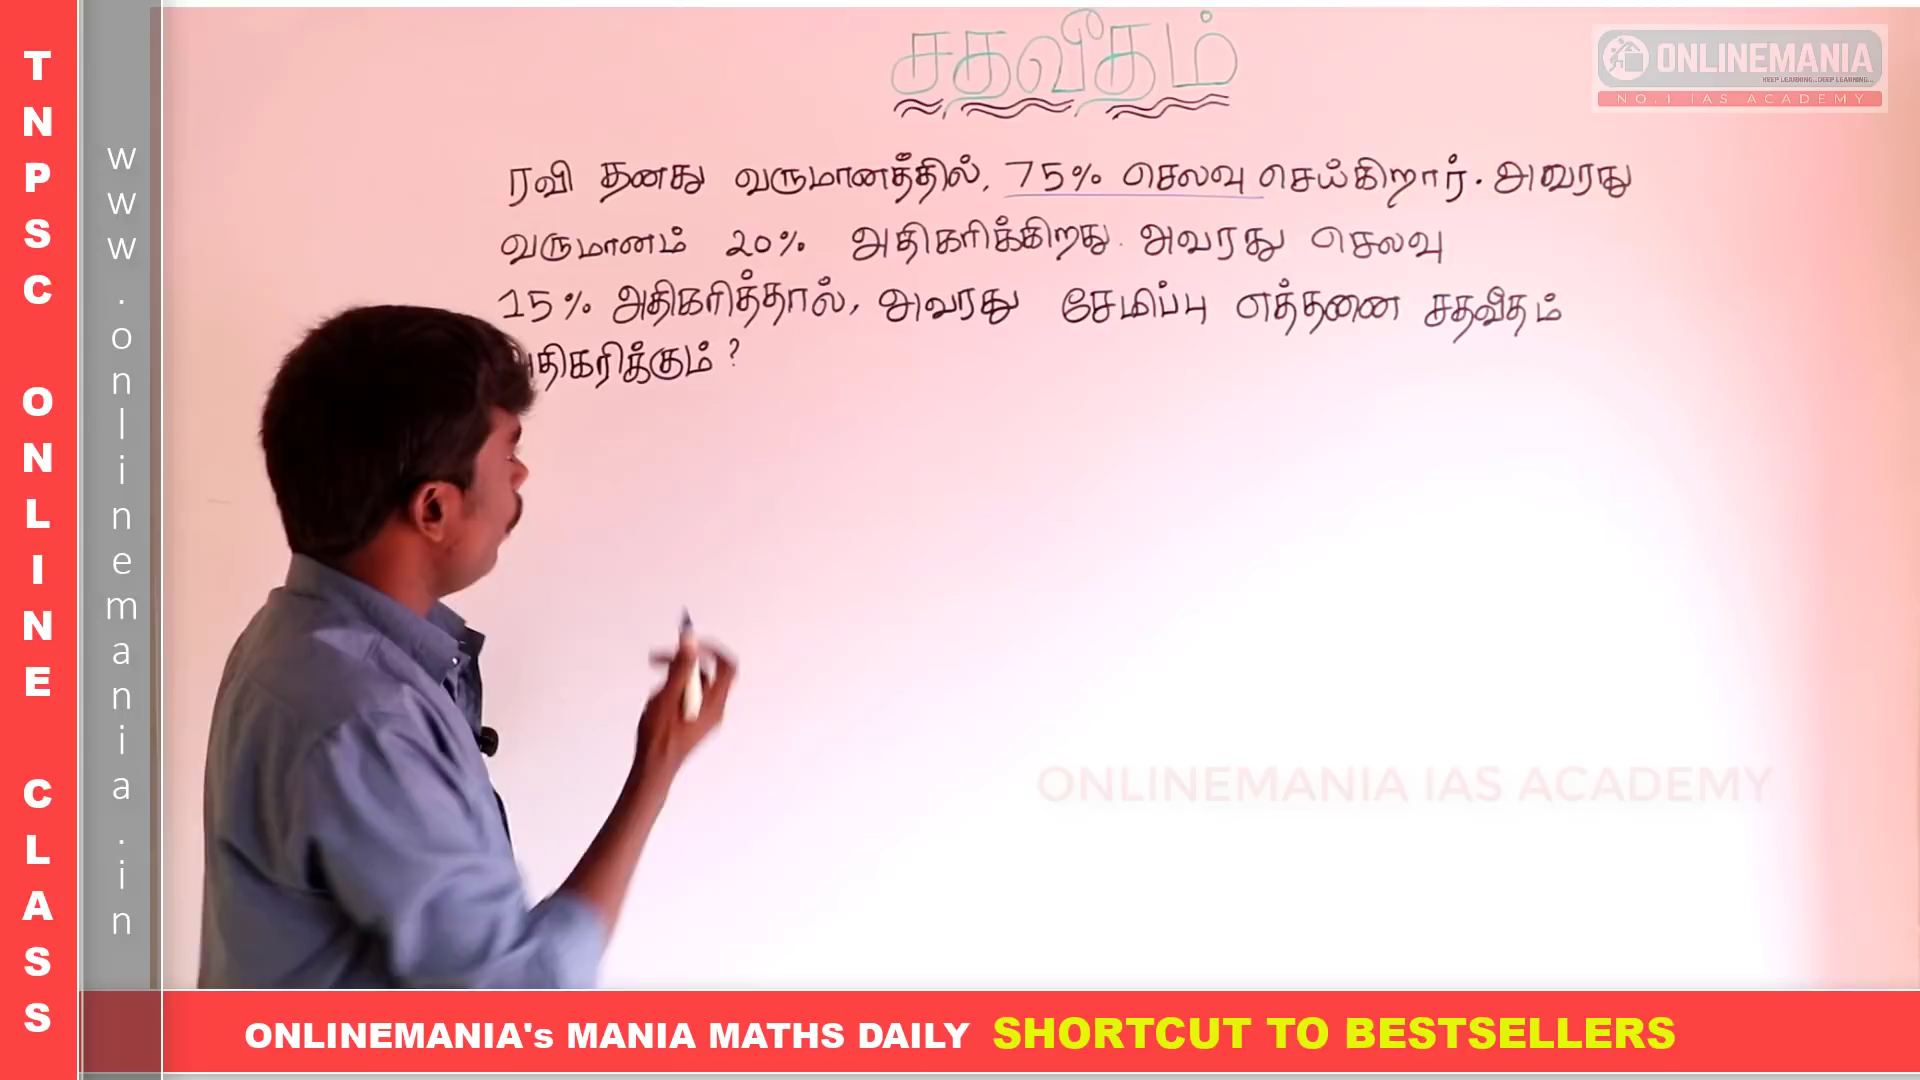 சதவீதம்
ரவி தனது வருமானத்தில், 75% செலவு செய்கிறார். அவரது
வருமானம் 20% அதிகரிக்கிறது. அவரது செலவு
15% அதிகரித்தால், அவரது சேமிப்பு எத்தனை சதவீதம்
திகரிக்கும்?
ONLINEMANIA
KEEP LEARNING...DEEP LEARNING...
NO.1 IAS ACADEMY
TNPSC ONLINE CLASS
www.onlinemania.in
ONLINEMANIA IAS ACADEMY
ONLINEMANIA's MANIA MATHS DAILY SHORTCUT TO BESTSELLERS